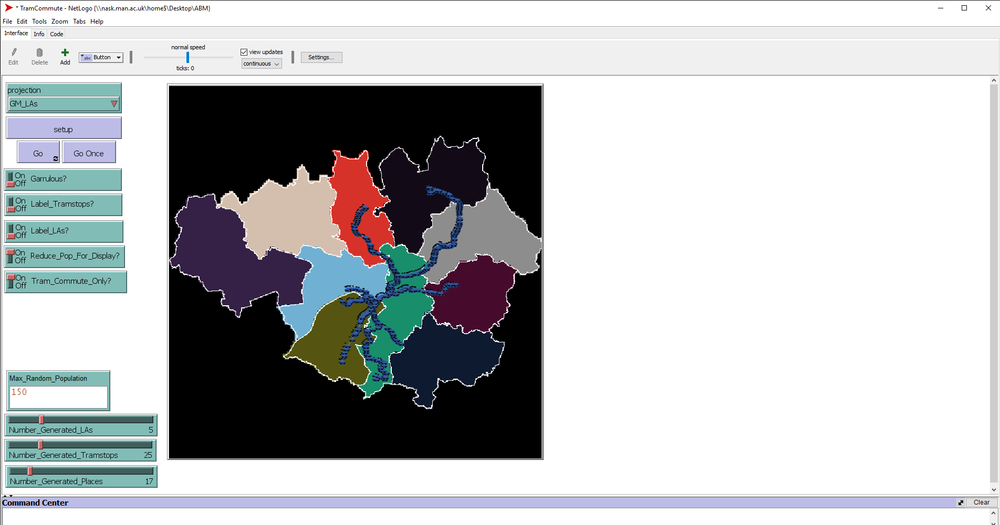 * TramCommute - NetLogo {\\nask.man.ac.uk\home$\Desktop\ABM}
File Edit Tools Zoom Tabs Help
Interface Info Code
Edit Delete Add
abc Button
normal speed
ticks: 0
view updates
continuous
Settings...
projection
GM_LAs
setup
Go
Go Once
On
Off
Garrulous?
On
Off
Label_Tramstops?
On
Off
Label_LAs?
On
Off
Reduce_Pop_For_Display?
On
Off
Tram_Commute_Only?
Max_Random_Population
150
Number_Generated_LAs 5
Number_Generated_Tramstops 25
Number_Generated_Places 17
Command Center
Clear